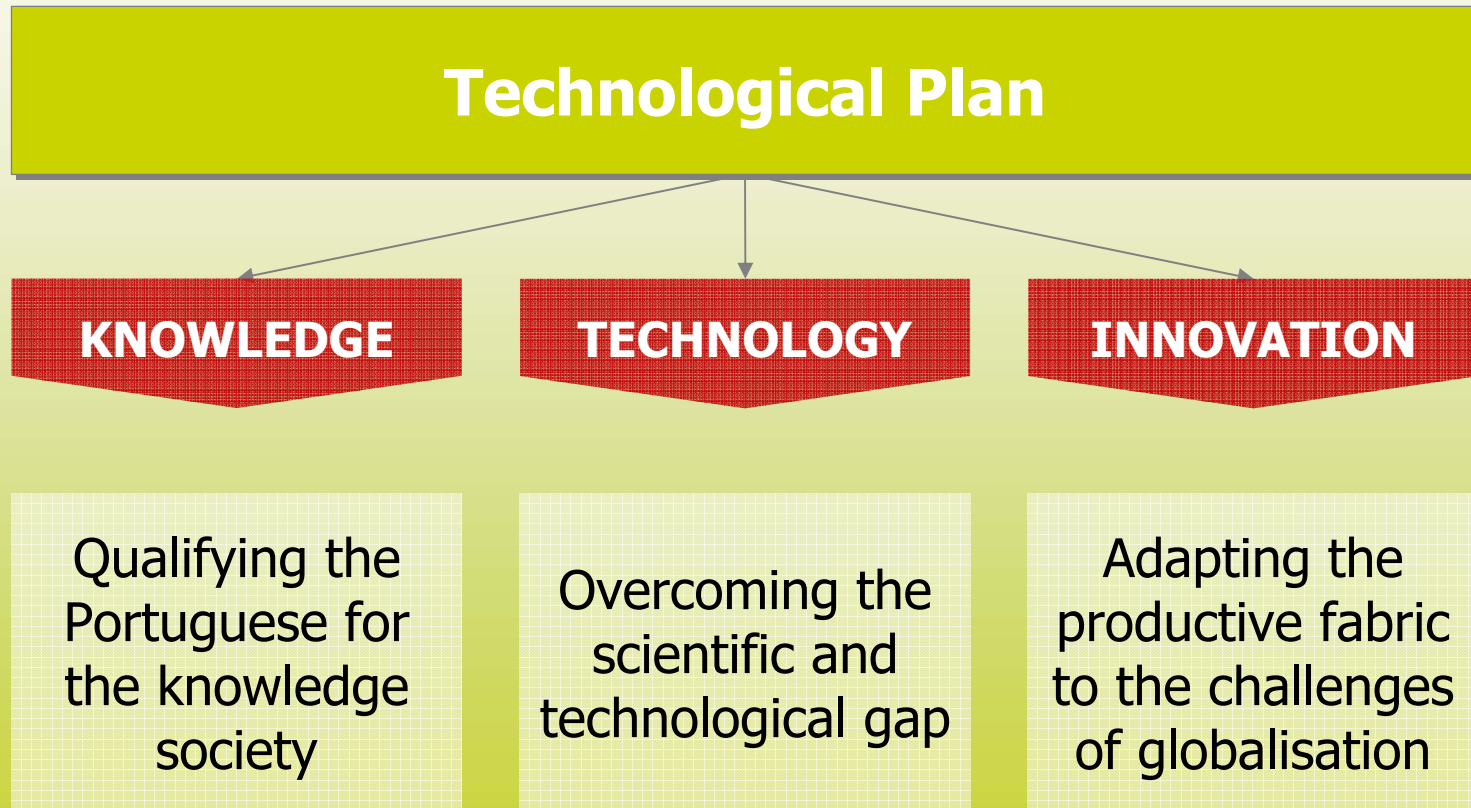 Technological Plan
KNOWLEDGE
TECHNOLOGY
INNOVATION
Qualifying the
Portuguese for
the knowledge
society
Overcoming the
scientific and
technological gap
Adapting the
productive fabric
to the challenges
of globalisation